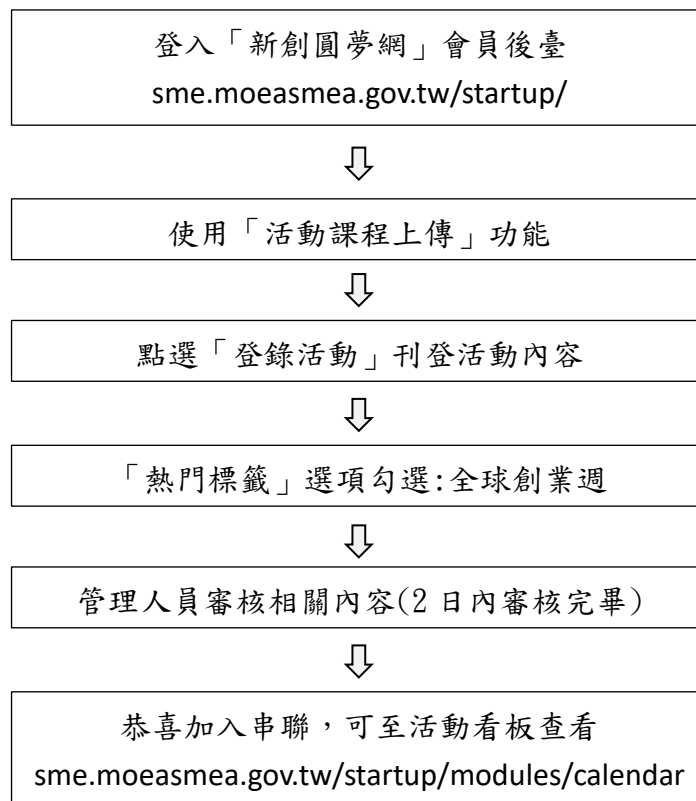 登入「新創圓夢網」會員後臺
sme.moeasmea.gov.tw/startup/
使用「活動課程上傳」功能
點選「登錄活動」刊登活動內容
「熱門標籤」選項勾選:全球創業週
管理人員審核相關內容(2 日內審核完畢)
恭喜加入串聯，可至活動看板查看
sme.moeasmea.gov.tw/startup/modules/calendar